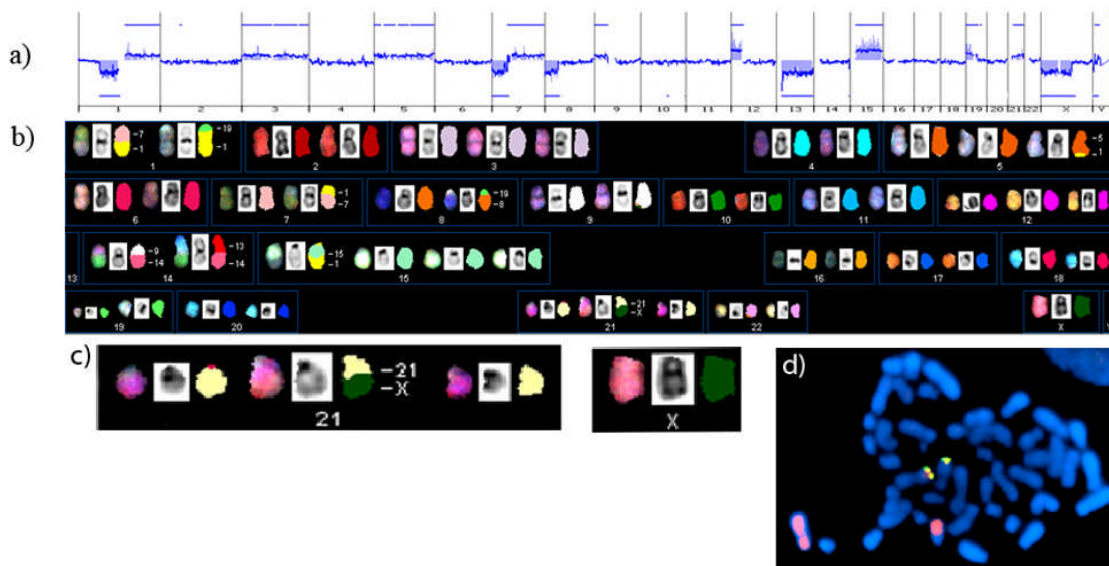 a)
1 2 3 4 5 6 7 8 9 10 11 12 13 14 15 16 17 18 19 20 21 22 X Y
b)
-7 -19 -5
-1 -1 -1
1 2 3 4 5
-1 -19
-7 -8
6 7 8 9 10 11 12
-9 -13 -15
-14 -14 -1
13 14 15 16 17 18
-21
-X
19 20 21 22 X
c)
-21
-X
21 X
d)